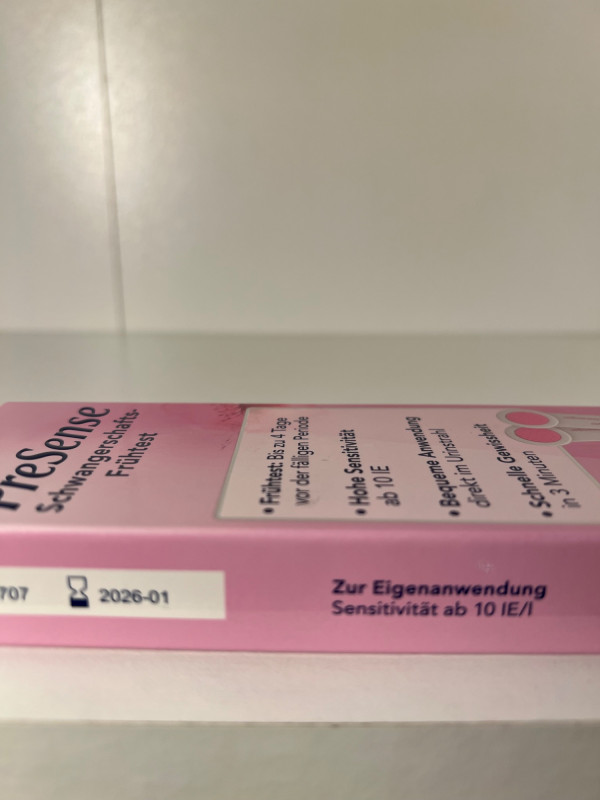 PreSense
Schwangerschafts-
Frühtest
• Frühtest: Bis zu 4 Tage
vor der fälligen Periode
• Hohe Sensitivität
ab 10 IE
• Bequeme Anwendung
direkt im Urinstrahl
• Schnelle Gewissheit
in 3 Minuten
707
2026-01
Zur Eigenanwendung
Sensitivität ab 10 IE/l